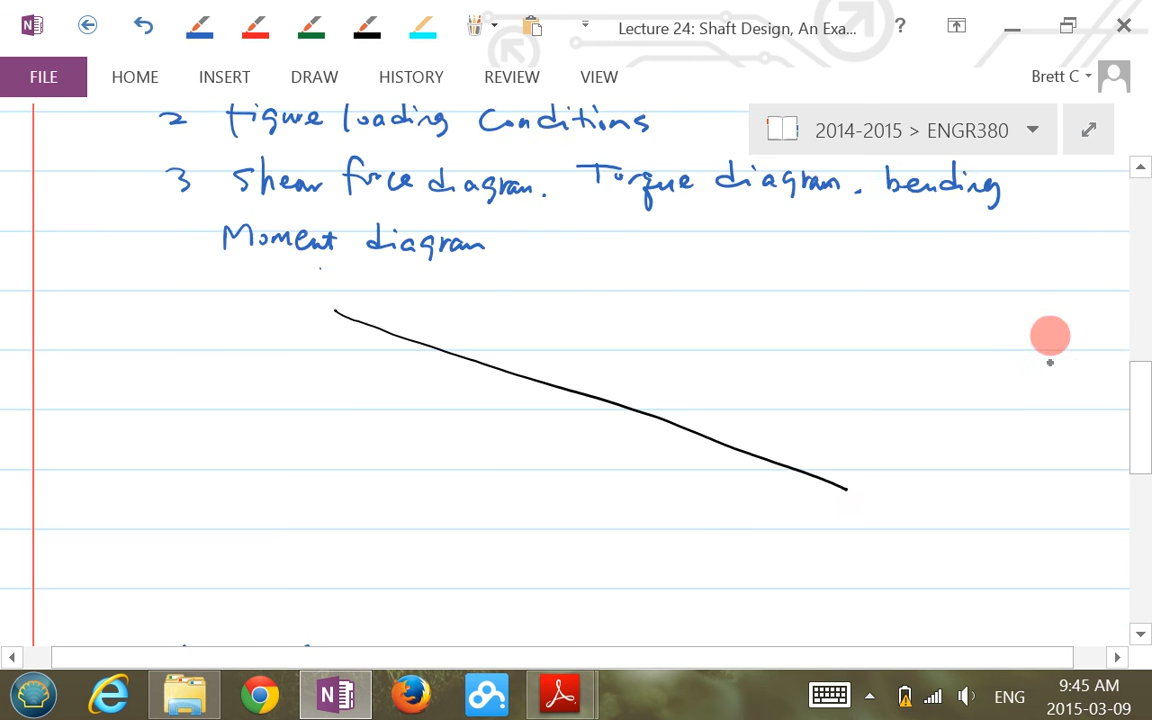 Lecture 24: Shaft Design, An Exa...
?
FILE HOME INSERT DRAW HISTORY REVIEW VIEW
Brett C
2014-2015 > ENGR380
2 figure loading conditions
3 Shear force diagram. Torque diagram. bending
Moment diagram
ENG
9:45 AM
2015-03-09